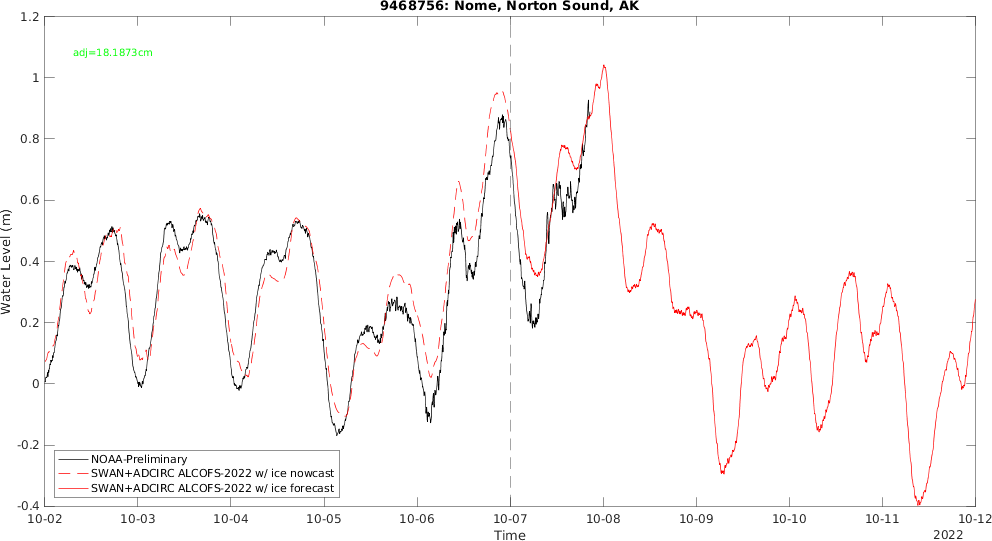 9468756: Nome, Norton Sound, AK
adj=18.1873cm
Water Level (m)
1.2
1
0.8
0.6
0.4
0.2
0
-0.2
-0.4
NOAA-Preliminary
SWAN+ADCIRC ALCOFS-2022 w/ ice nowcast
SWAN+ADCIRC ALCOFS-2022 w/ ice forecast
10-02 10-03 10-04 10-05 10-06 10-07 10-08 10-09 10-10 10-11 10-12
Time
2022